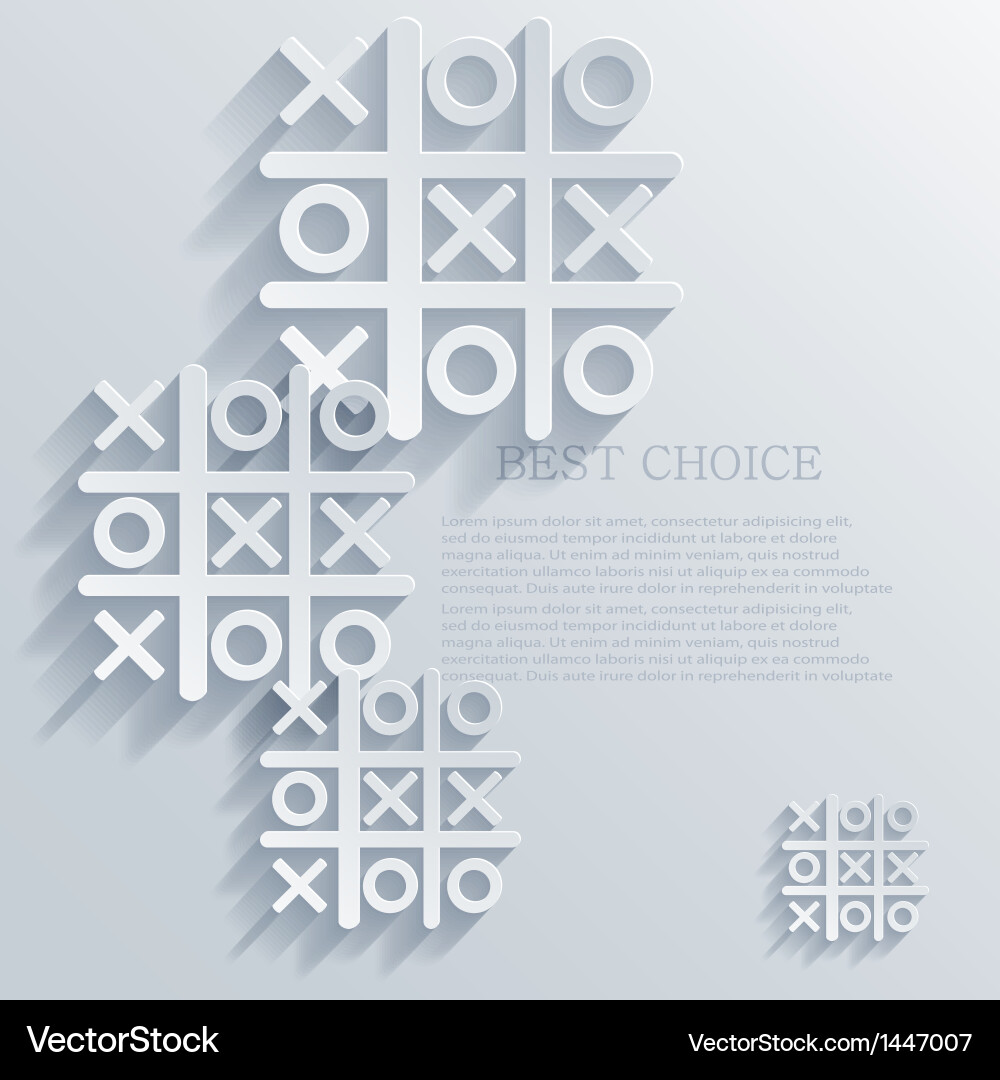 X O O
O X X
X O O
X O O
O X X
X O O
BEST CHOICE
Lorem ipsum dolor sit amet, consectetur adipisicing elit,
sed do eiusmod tempor incididunt ut labore et dolore
magna aliqua. Ut enim ad minim veniam, quis nostrud
exercitation ullamco laboris nisi ut aliquip ex ea commodo
consequat. Duis aute irure dolor in reprehenderit in voluptate
Lorem ipsum dolor sit amet, consectetur adipisicing elit,
sed do eiusmod tempor incididunt ut labore et dolore
magna aliqua. Ut enim ad minim veniam, quis nostrud
exercitation ullamco laboris nisi ut aliquip ex ea commodo
consequat. Duis aute irure dolor in reprehenderit in voluptate
X O O
O X X
X O O
X O O
O X X
X O O
VectorStock
VectorStock.com/1447007